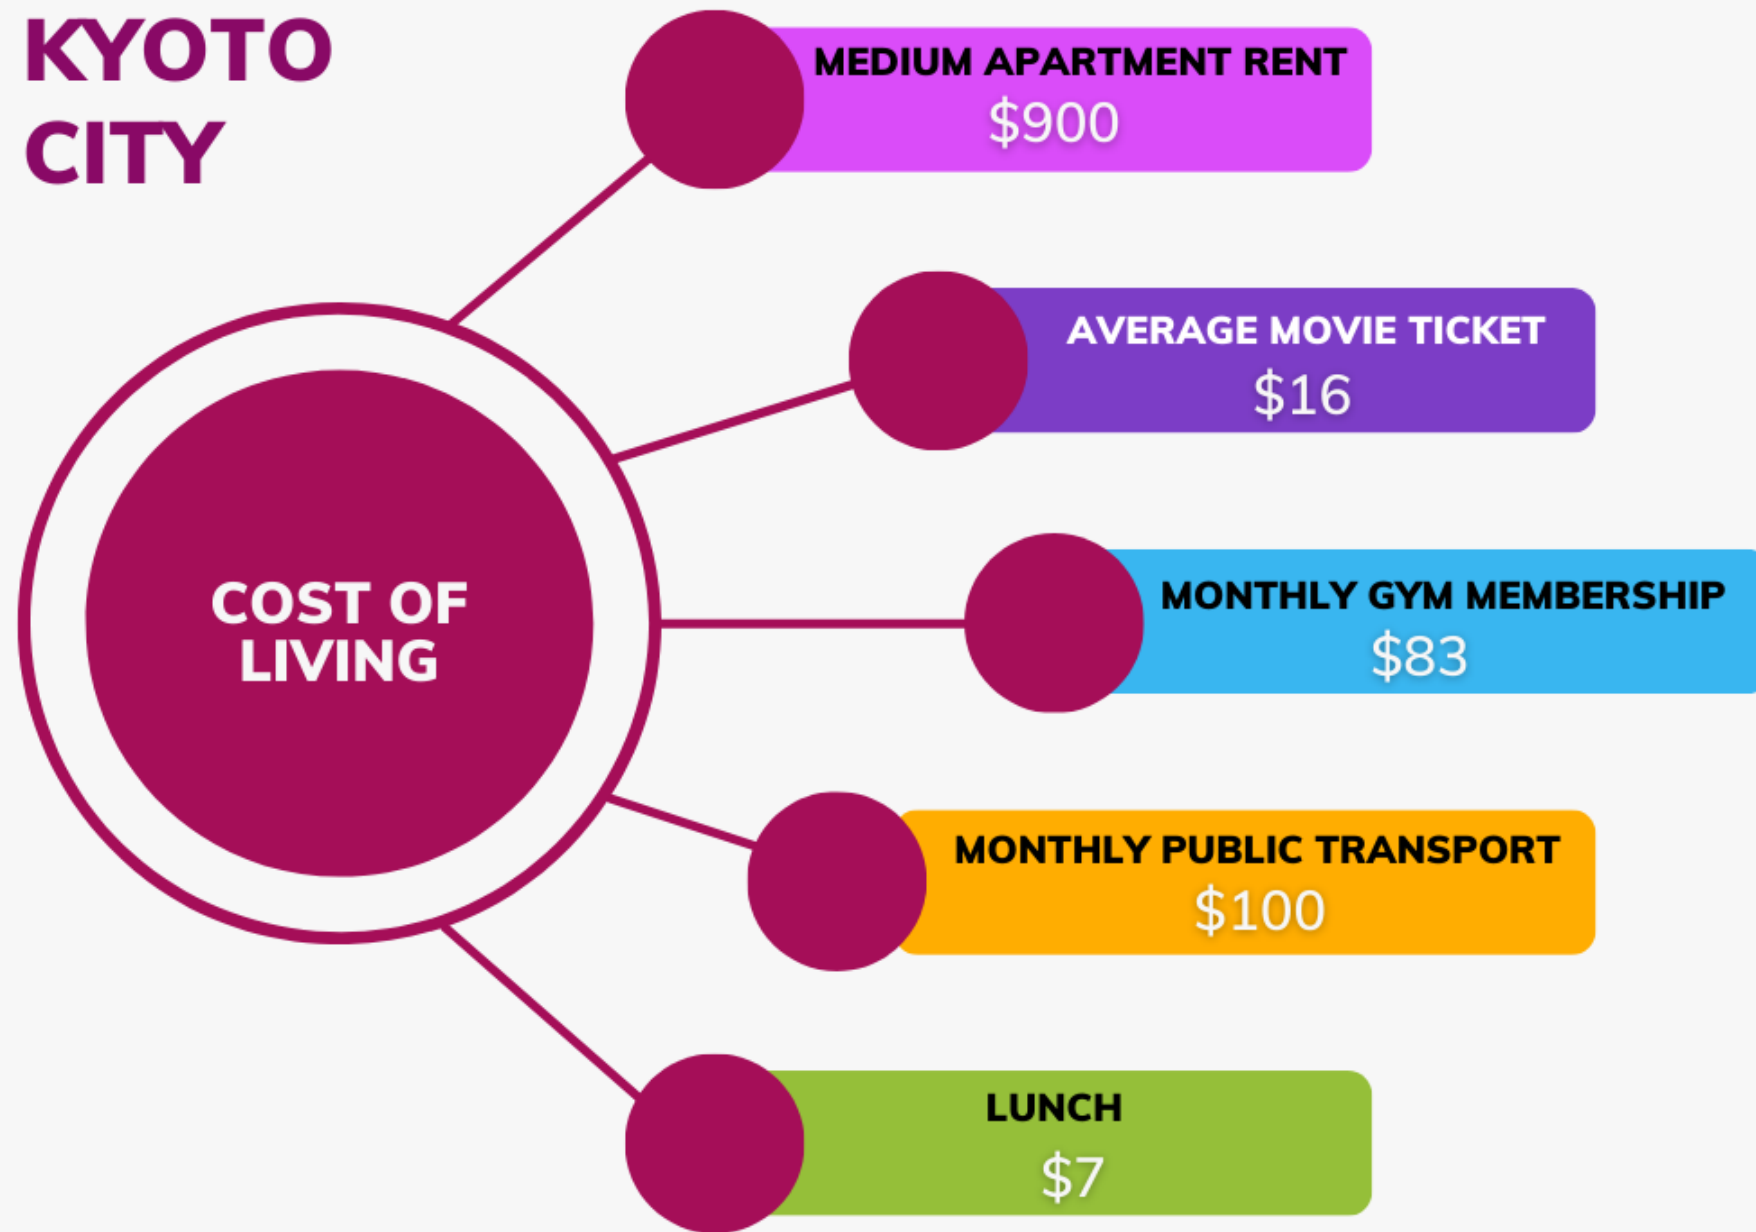 KYOTO
CITY
MEDIUM APARTMENT RENT
$900
AVERAGE MOVIE TICKET
$16
COST OF
LIVING
MONTHLY GYM MEMBERSHIP
$83
MONTHLY PUBLIC TRANSPORT
$100
LUNCH
$7